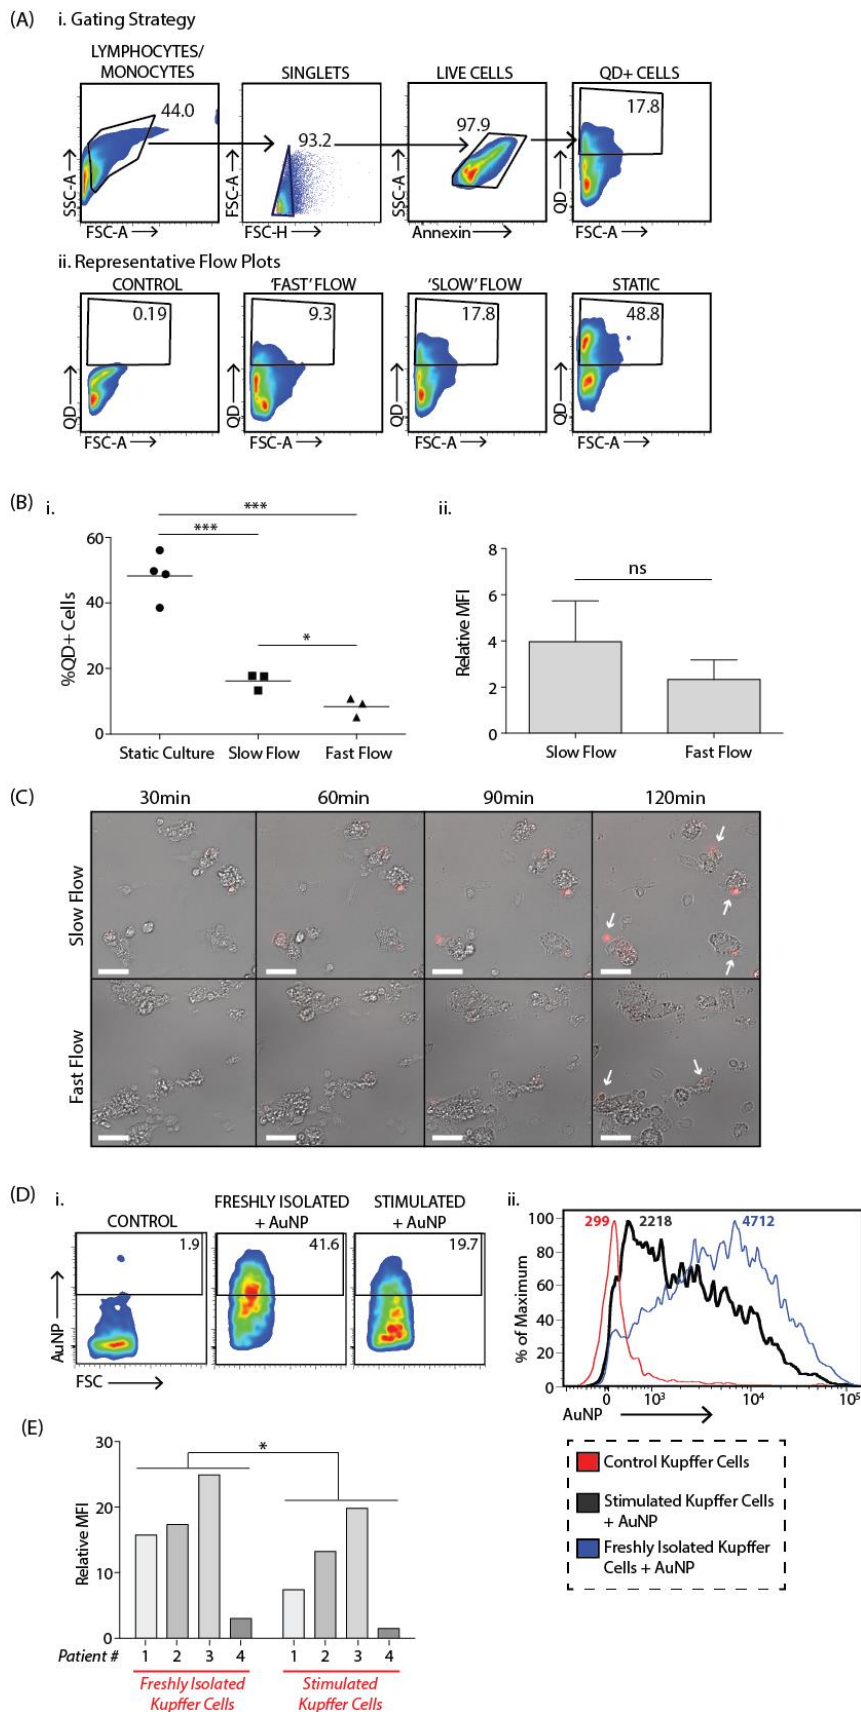 (A) i. Gating Strategy
LYMPHOCYTES/
MONOCYTES
SINGLETS
LIVE CELLS
QD+ CELLS
44.0
93.2
97.9
17.8
SSC-A
FSC-A
FSC-A
FSC-H
SSC-A
Annexin
QD
FSC-A
ii. Representative Flow Plots
CONTROL
‘FAST’ FLOW
‘SLOW’ FLOW
STATIC
0.19
9.3
17.8
48.8
QD
FSC-A
QD
FSC-A
QD
FSC-A
QD
FSC-A
(B) i.
ii.
***
***
*
60
40
20
0
%QD+ Cells
Static Culture Slow Flow Fast Flow
ns
8
6
4
2
0
Relative MFI
Slow Flow Fast Flow
(C)
30min 60min 90min 120min
Slow Flow
Fast Flow
(D) i.
CONTROL
FRESHLY ISOLATED
+ AuNP
STIMULATED
+ AuNP
1.9
41.6
19.7
AuNP
FSC
ii.
299 2218 4712
100
80
60
40
20
0
% of Maximum
0 10³ 10⁴ 10⁵
AuNP
Control Kupffer Cells
Stimulated Kupffer Cells
+ AuNP
Freshly Isolated Kupffer
Cells + AuNP
(E)
*
30
20
10
0
Relative MFI
Patient # 1 2 3 4 1 2 3 4
Freshly Isolated
Kupffer Cells
Stimulated
Kupffer Cells